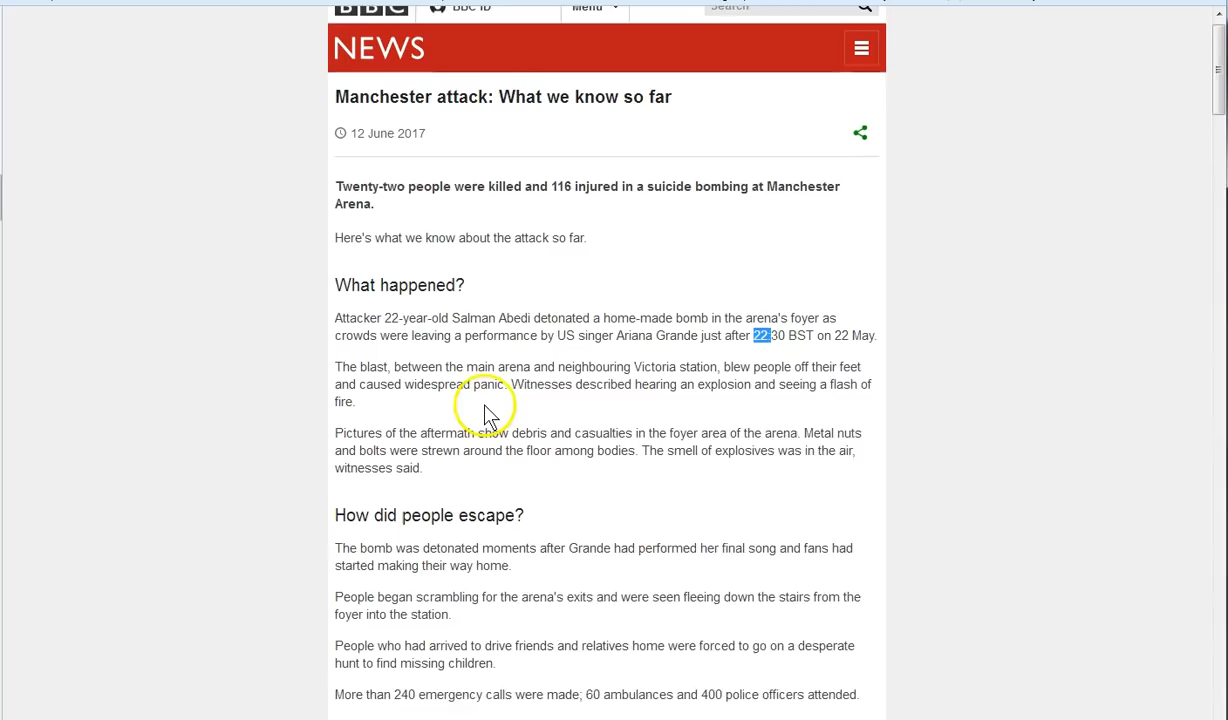 BBC BBC ID Menu Search
NEWS
Manchester attack: What we know so far
12 June 2017
Twenty-two people were killed and 116 injured in a suicide bombing at Manchester
Arena.
Here's what we know about the attack so far.
What happened?
Attacker 22-year-old Salman Abedi detonated a home-made bomb in the arena's foyer as
crowds were leaving a performance by US singer Ariana Grande just after 22:30 BST on 22 May.
The blast, between the main arena and neighbouring Victoria station, blew people off their feet
and caused widespread panic. Witnesses described hearing an explosion and seeing a flash of
fire.
Pictures of the aftermath show debris and casualties in the foyer area of the arena. Metal nuts
and bolts were strewn around the floor among bodies. The smell of explosives was in the air,
witnesses said.
How did people escape?
The bomb was detonated moments after Grande had performed her final song and fans had
started making their way home.
People began scrambling for the arena's exits and were seen fleeing down the stairs from the
foyer into the station.
People who had arrived to drive friends and relatives home were forced to go on a desperate
hunt to find missing children.
More than 240 emergency calls were made; 60 ambulances and 400 police officers attended.